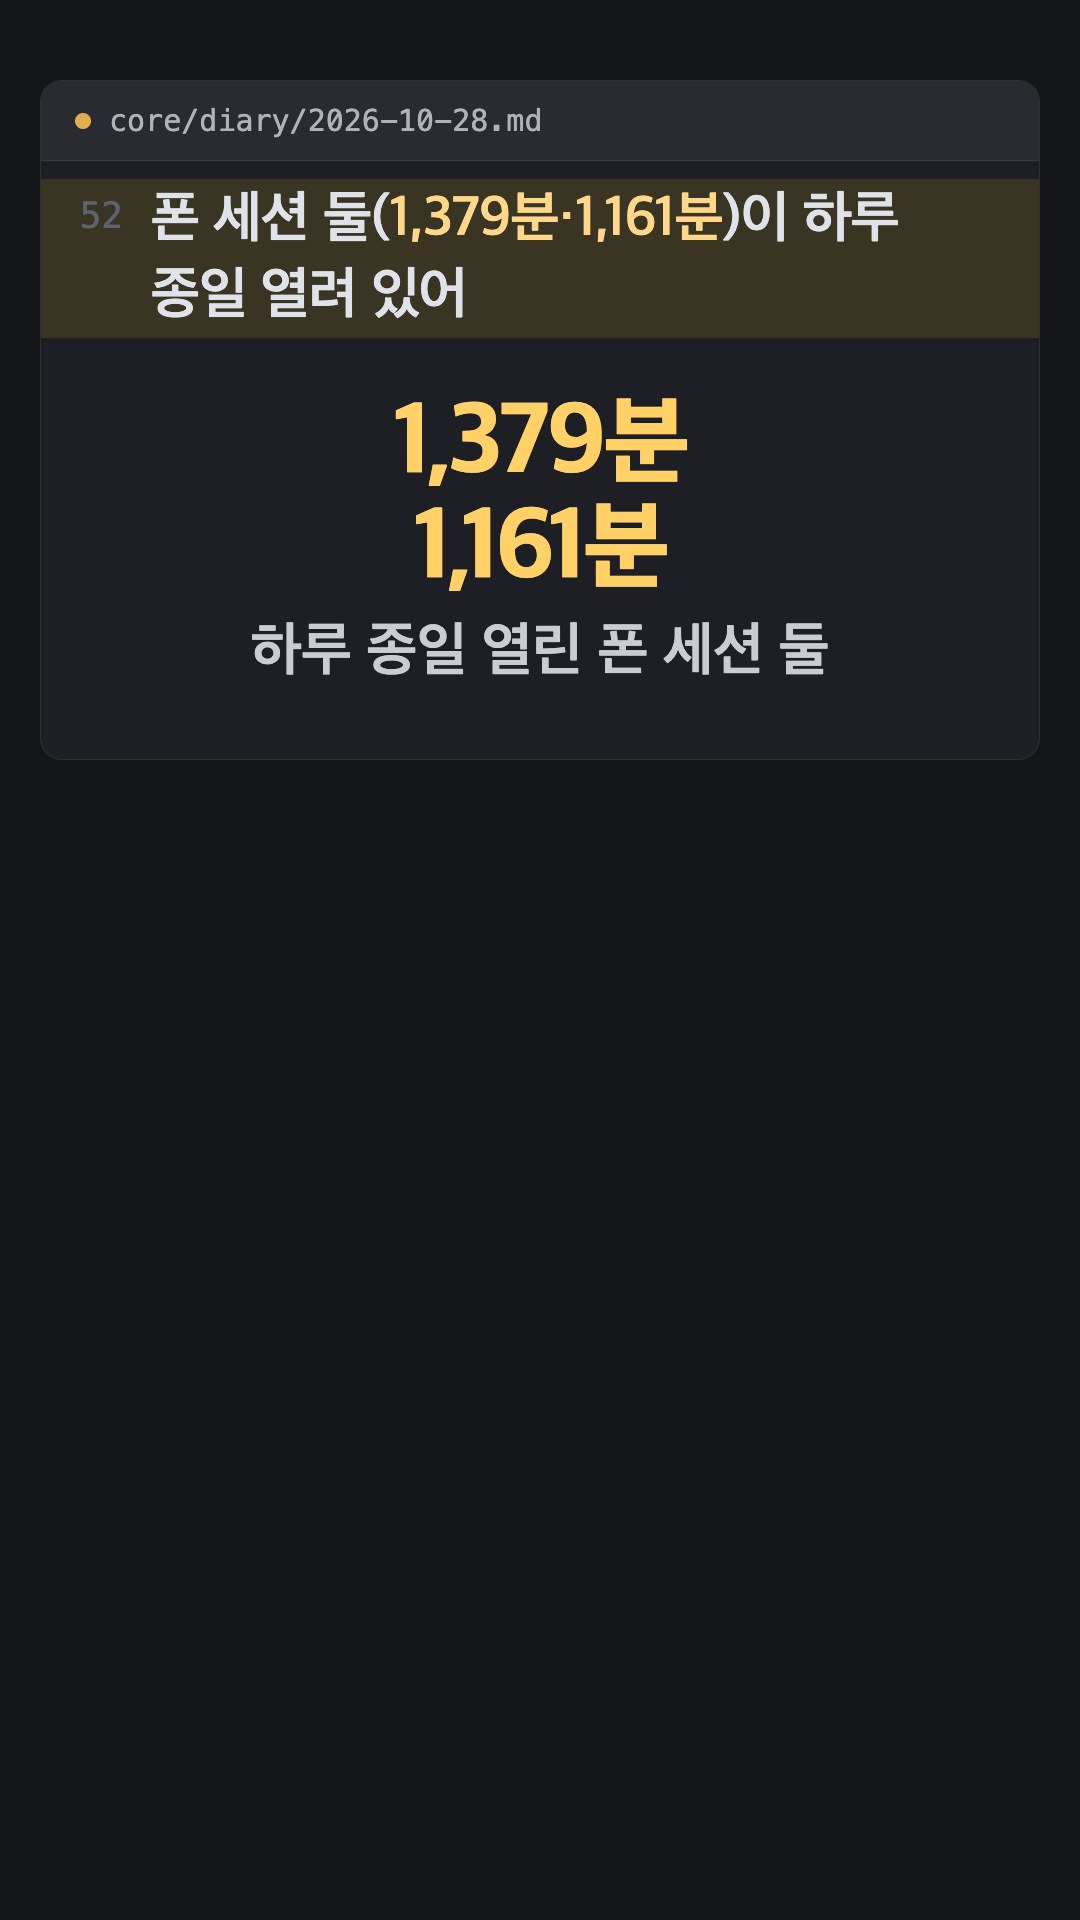 core/diary/2026-10-28.md
52 폰 세션 둘(1,379분·1,161분)이 하루
종일 열려 있어
1,379분
1,161분
하루 종일 열린 폰 세션 둘